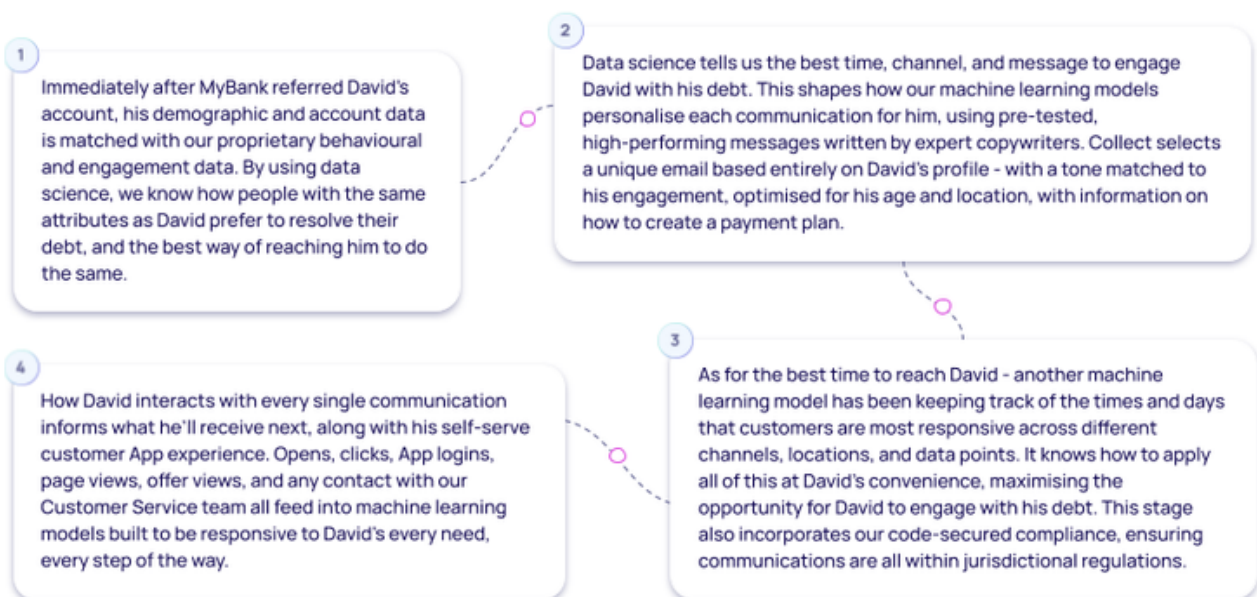 1
Immediately after MyBank referred David's
account, his demographic and account data
is matched with our proprietary behavioural
and engagement data. By using data
science, we know how people with the same
attributes as David prefer to resolve their
debt, and the best way of reaching him to do
the same.
2
Data science tells us the best time, channel, and message to engage
David with his debt. This shapes how our machine learning models
personalise each communication for him, using pre-tested,
high-performing messages written by expert copywriters. Collect selects
a unique email based entirely on David's profile - with a tone matched to
his engagement, optimised for his age and location, with information on
how to create a payment plan.
3
As for the best time to reach David - another machine
learning model has been keeping track of the times and days
that customers are most responsive across different
channels, locations, and data points. It knows how to apply
all of this at David's convenience, maximising the
opportunity for David to engage with his debt. This stage
also incorporates our code-secured compliance, ensuring
communications are all within jurisdictional regulations.
4
How David interacts with every single communication
informs what he'll receive next, along with his self-serve
customer App experience. Opens, clicks, App logins,
page views, offer views, and any contact with our
Customer Service team all feed into machine learning
models built to be responsive to David's every need,
every step of the way.